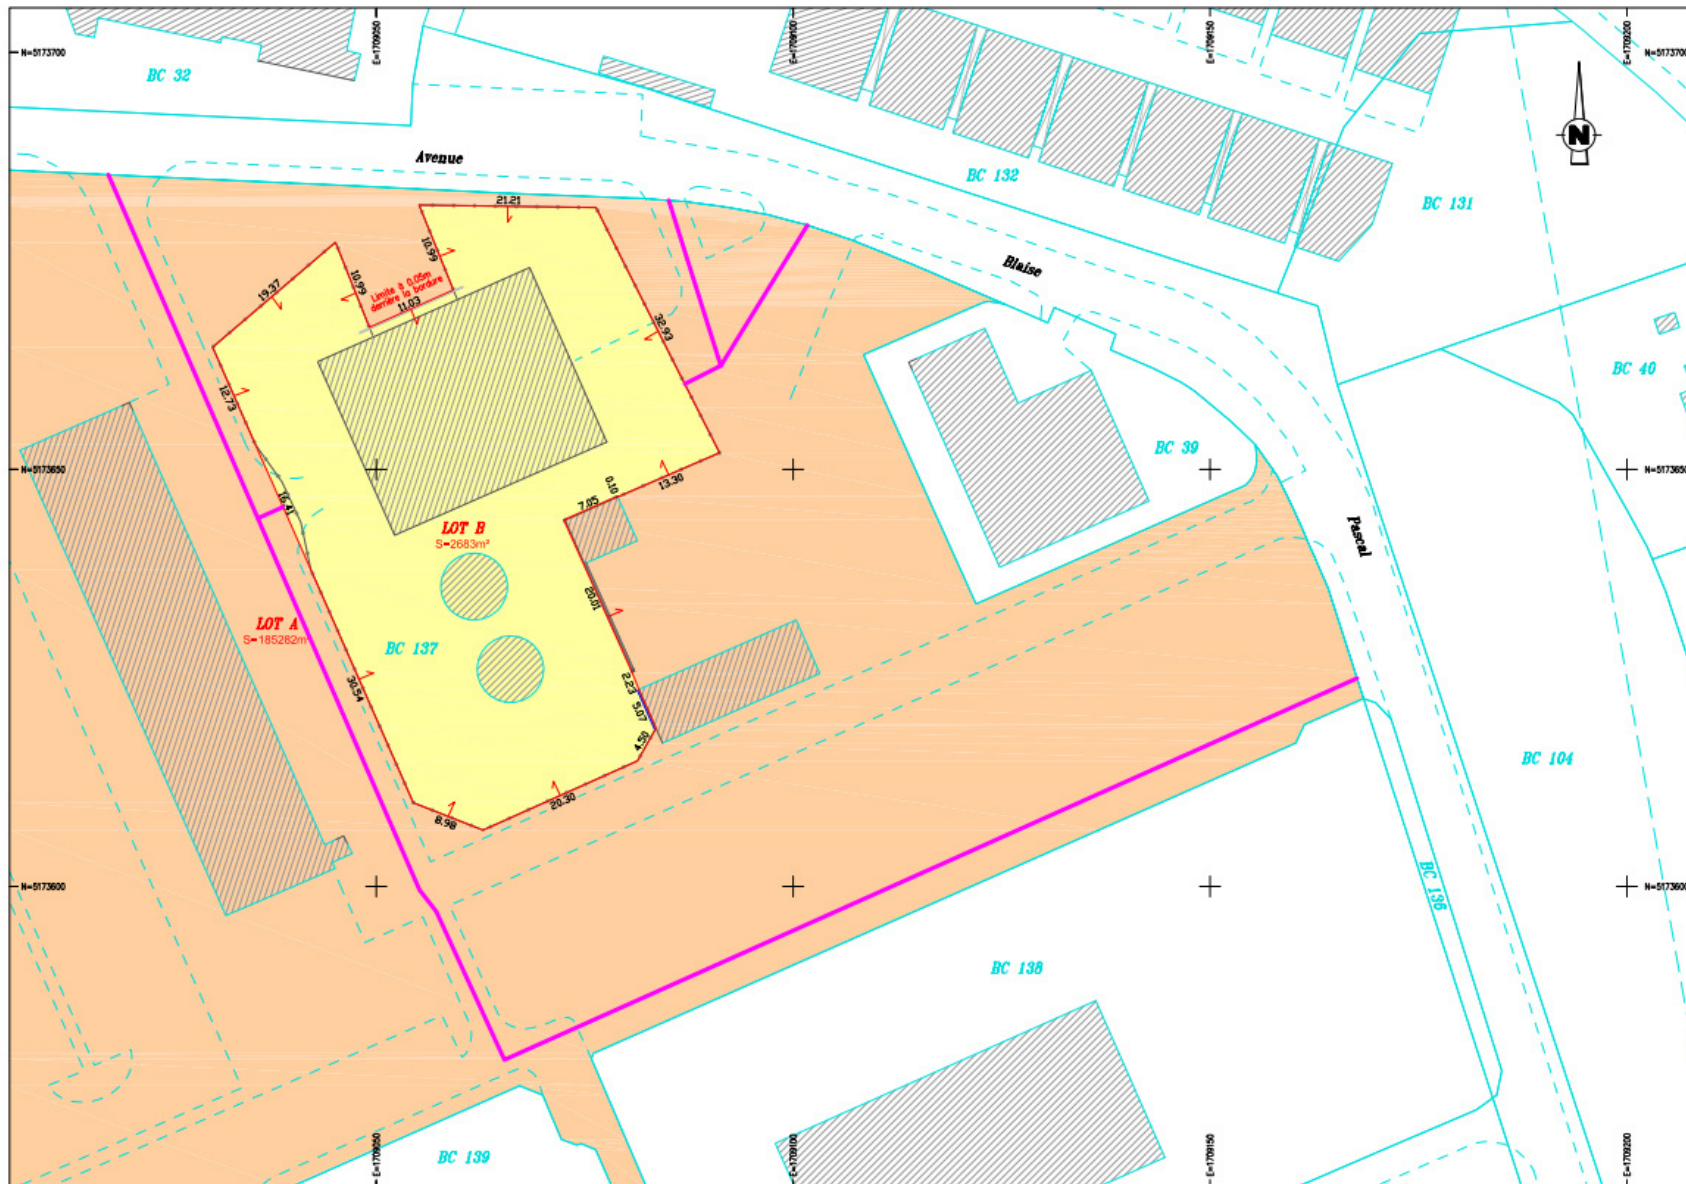 N=5173700
E=1709050
E=1709100
E=1709150
E=1709200
N=5173700
BC 32
Avenue
BC 132
BC 131
N
21.21
10.99
10.99
19.37
Limite à 0.05m
derrière la bordure
11.03
Blaise
32.93
12.73
BC 40
BC 39
N=5173650
N=5173650
13.30
0.10
7.05
16.41
LOT B
S=2683m²
Pascal
20.01
LOT A
S=185282m²
BC 137
30.54
2.23
5.07
4.50
20.30
8.98
BC 104
N=5173600
N=5173600
BC 136
BC 138
BC 139
E=1709050
E=1709100
E=1709150
E=1709200